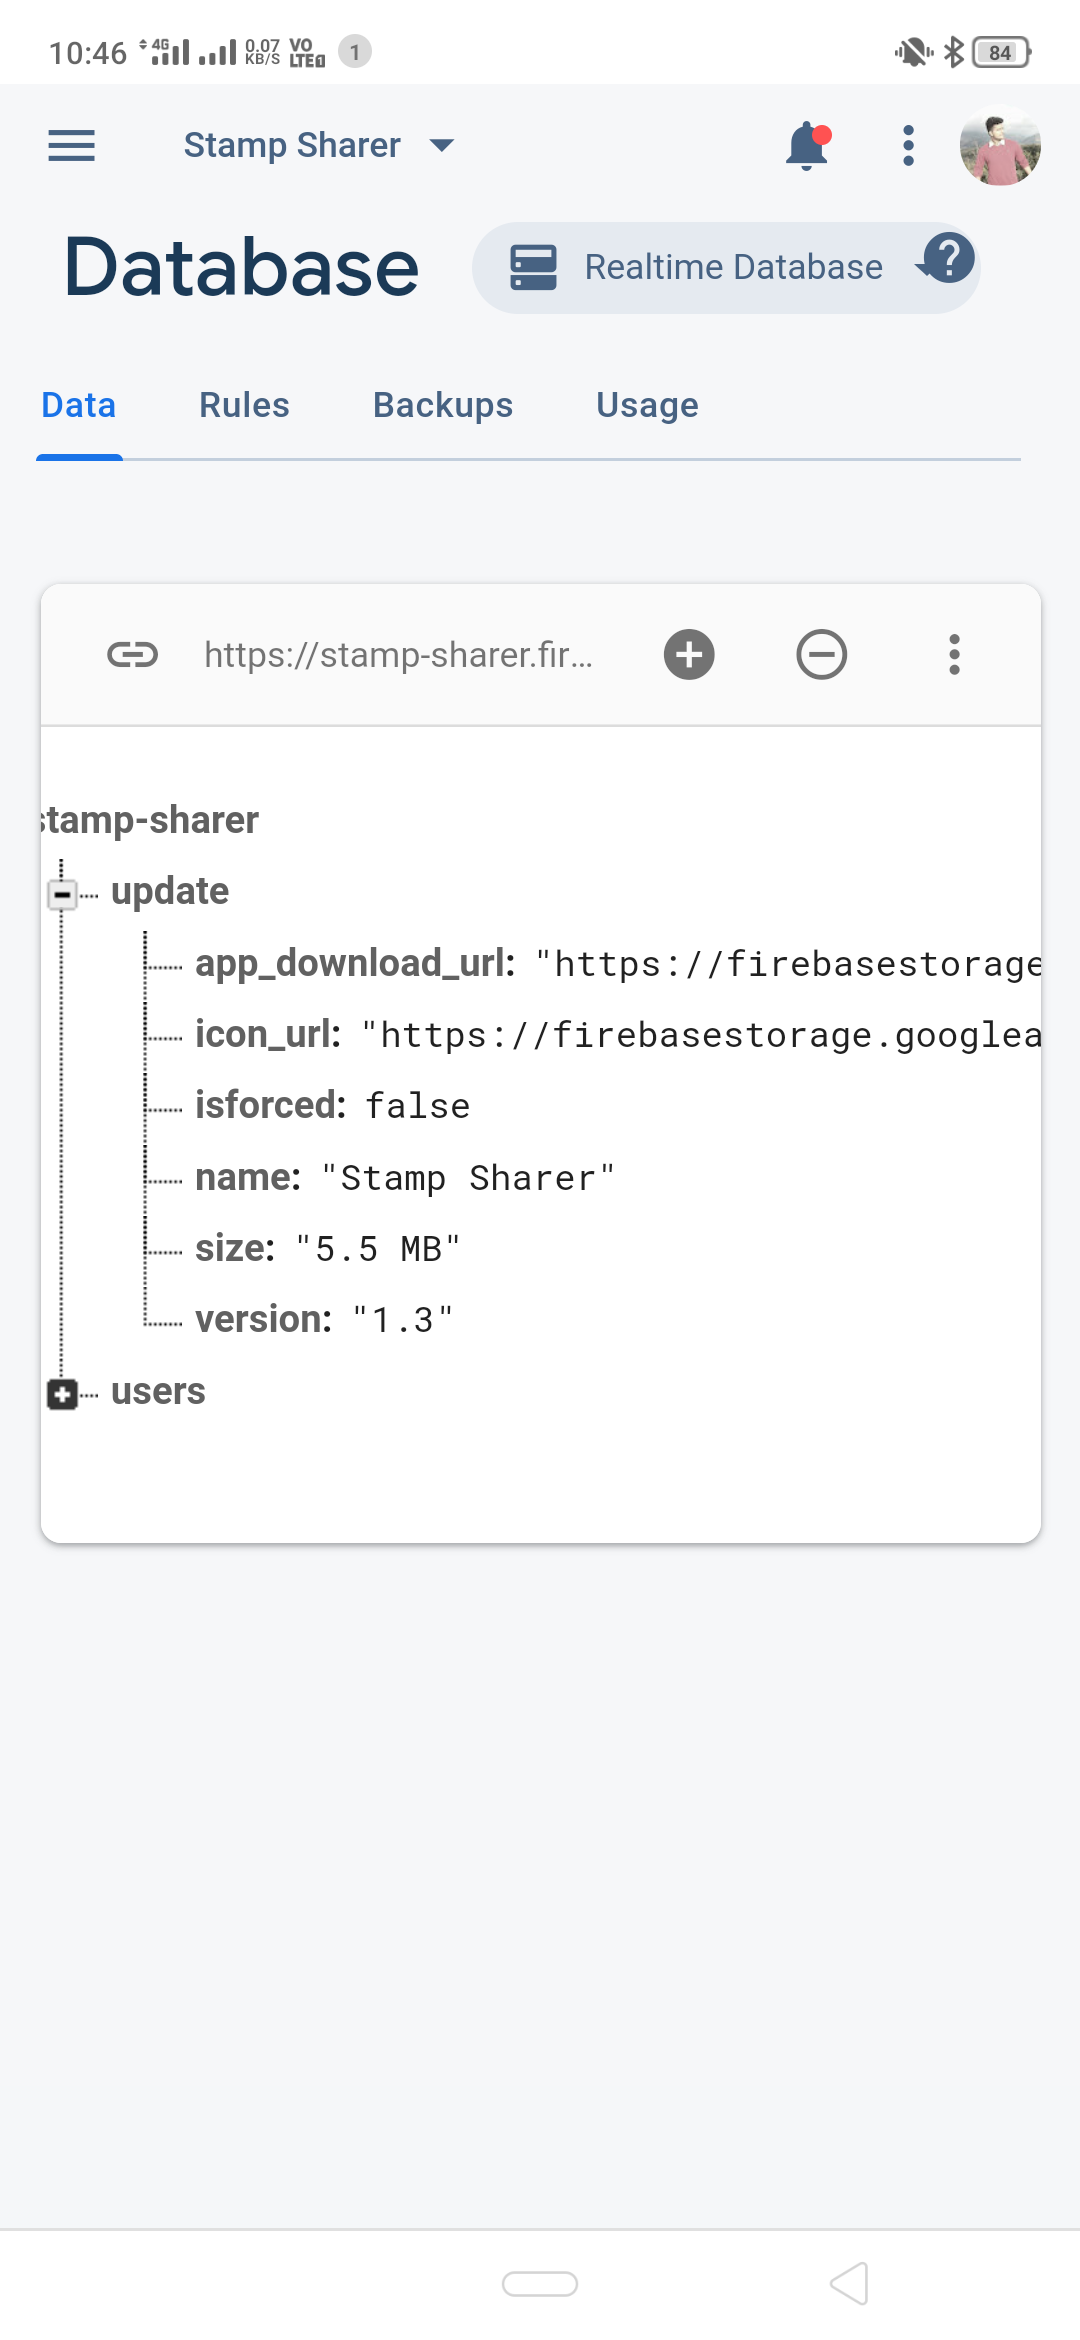 10:46 4G 0.07 KB/S VO LTE 1 84
Stamp Sharer
Database Realtime Database ?
Data Rules Backups Usage
https://stamp-sharer.fir...
stamp-sharer
update
app_download_url: "https://firebasestorage
icon_url: "https://firebasestorage.googlea
isforced: false
name: "Stamp Sharer"
size: "5.5 MB"
version: "1.3"
users